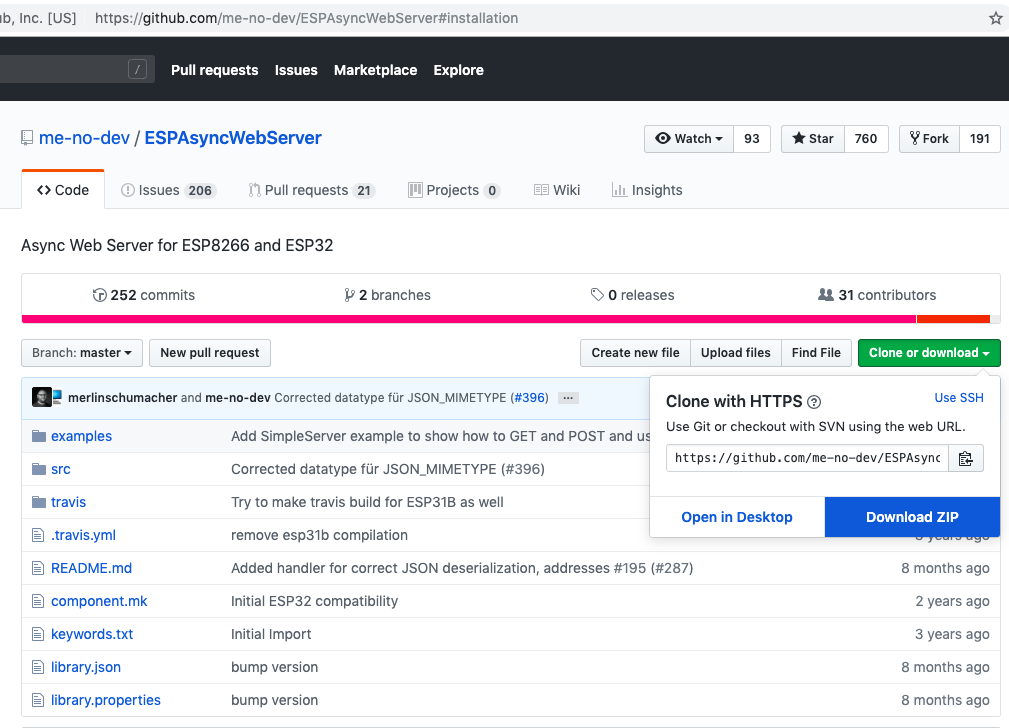 ub, Inc. [US] https://github.com/me-no-dev/ESPAsyncWebServer#installation
/ Pull requests Issues Marketplace Explore
me-no-dev / ESPAsyncWebServer Watch 93 Star 760 Fork 191
Code Issues 206 Pull requests 21 Projects 0 Wiki Insights
Async Web Server for ESP8266 and ESP32
252 commits 2 branches 0 releases 31 contributors
Branch: master New pull request Create new file Upload files Find File Clone or download
merlinschumacher and me-no-dev Corrected datatype für JSON_MIMETYPE (#396) ...
Clone with HTTPS ? Use SSH
Use Git or checkout with SVN using the web URL.
https://github.com/me-no-dev/ESPAsync
Open in Desktop Download ZIP
examples Add SimpleServer example to show how to GET and POST and us
src Corrected datatype für JSON_MIMETYPE (#396)
travis Try to make travis build for ESP31B as well
.travis.yml remove esp31b compilation 3 years ago
README.md Added handler for correct JSON deserialization, addresses #195 (#287) 8 months ago
component.mk Initial ESP32 compatibility 2 years ago
keywords.txt Initial Import 3 years ago
library.json bump version 8 months ago
library.properties bump version 8 months ago